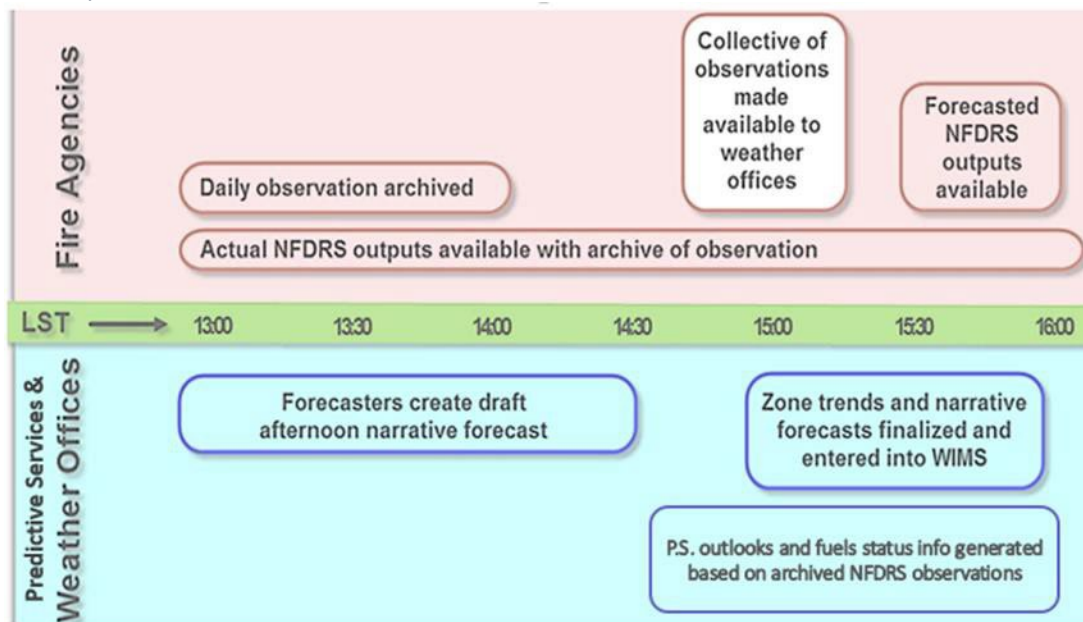 Fire Agencies
Collective of
observations
made
available to
weather
offices
Forecasted
NFDRS
outputs
available
Daily observation archived
Actual NFDRS outputs available with archive of observation
LST 13:00 13:30 14:00 14:30 15:00 15:30 16:00
Predictive Services &
Weather Offices
Forecasters create draft
afternoon narrative forecast
Zone trends and narrative
forecasts finalized and
entered into WIMS
P.S. outlooks and fuels status info generated
based on archived NFDRS observations